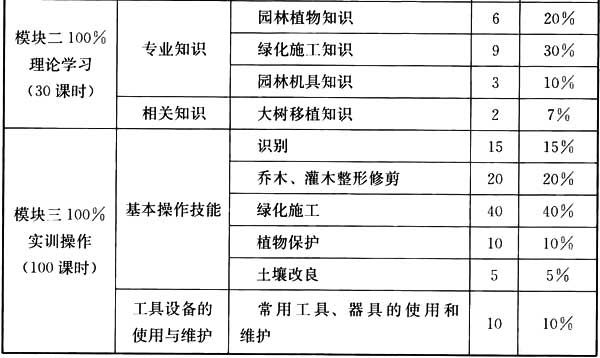 园林植物知识 6 20%
模块二 100%
理论学习
（30 课时）
专业知识
绿化施工知识 9 30%
园林机具知识 3 10%
相关知识 大树移植知识 2 7%
模块三 100%
实训操作
（100 课时）
基本操作技能
识别 15 15%
乔木、灌木整形修剪 20 20%
绿化施工 40 40%
植物保护 10 10%
土壤改良 5 5%
工具设备的
使用与维护
常用工具、器具的使用和
维护
10 10%